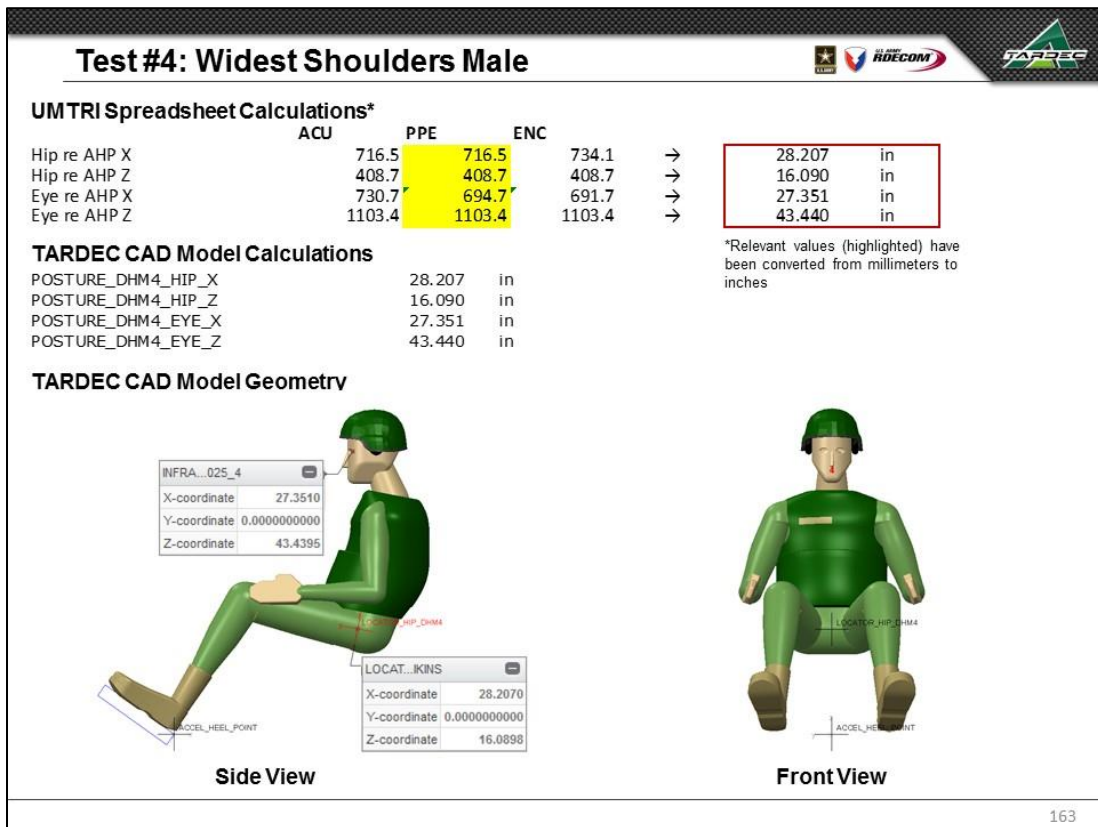 Test #4: Widest Shoulders Male
U.S. ARMY
U.S. ARMY
RDECOM
TARDEC
UMTRI Spreadsheet Calculations*
ACU PPE ENC
Hip re AHP X 716.5 716.5 734.1 → 28.207 in
Hip re AHP Z 408.7 408.7 408.7 → 16.090 in
Eye re AHP X 730.7 694.7 691.7 → 27.351 in
Eye re AHP Z 1103.4 1103.4 1103.4 → 43.440 in
*Relevant values (highlighted) have
been converted from millimeters to
inches
TARDEC CAD Model Calculations
POSTURE_DHM4_HIP_X 28.207 in
POSTURE_DHM4_HIP_Z 16.090 in
POSTURE_DHM4_EYE_X 27.351 in
POSTURE_DHM4_EYE_Z 43.440 in
TARDEC CAD Model Geometry
INFRA...025_4
X-coordinate 27.3510
Y-coordinate 0.0000000000
Z-coordinate 43.4395
LOCATOR_HIP_DHM4
LOCAT...IKINS
X-coordinate 28.2070
Y-coordinate 0.0000000000
Z-coordinate 16.0898
ACCEL_HEEL_POINT
LOCATOR_HIP_DHM4
ACCEL_HEEL_POINT
Side View
Front View
163